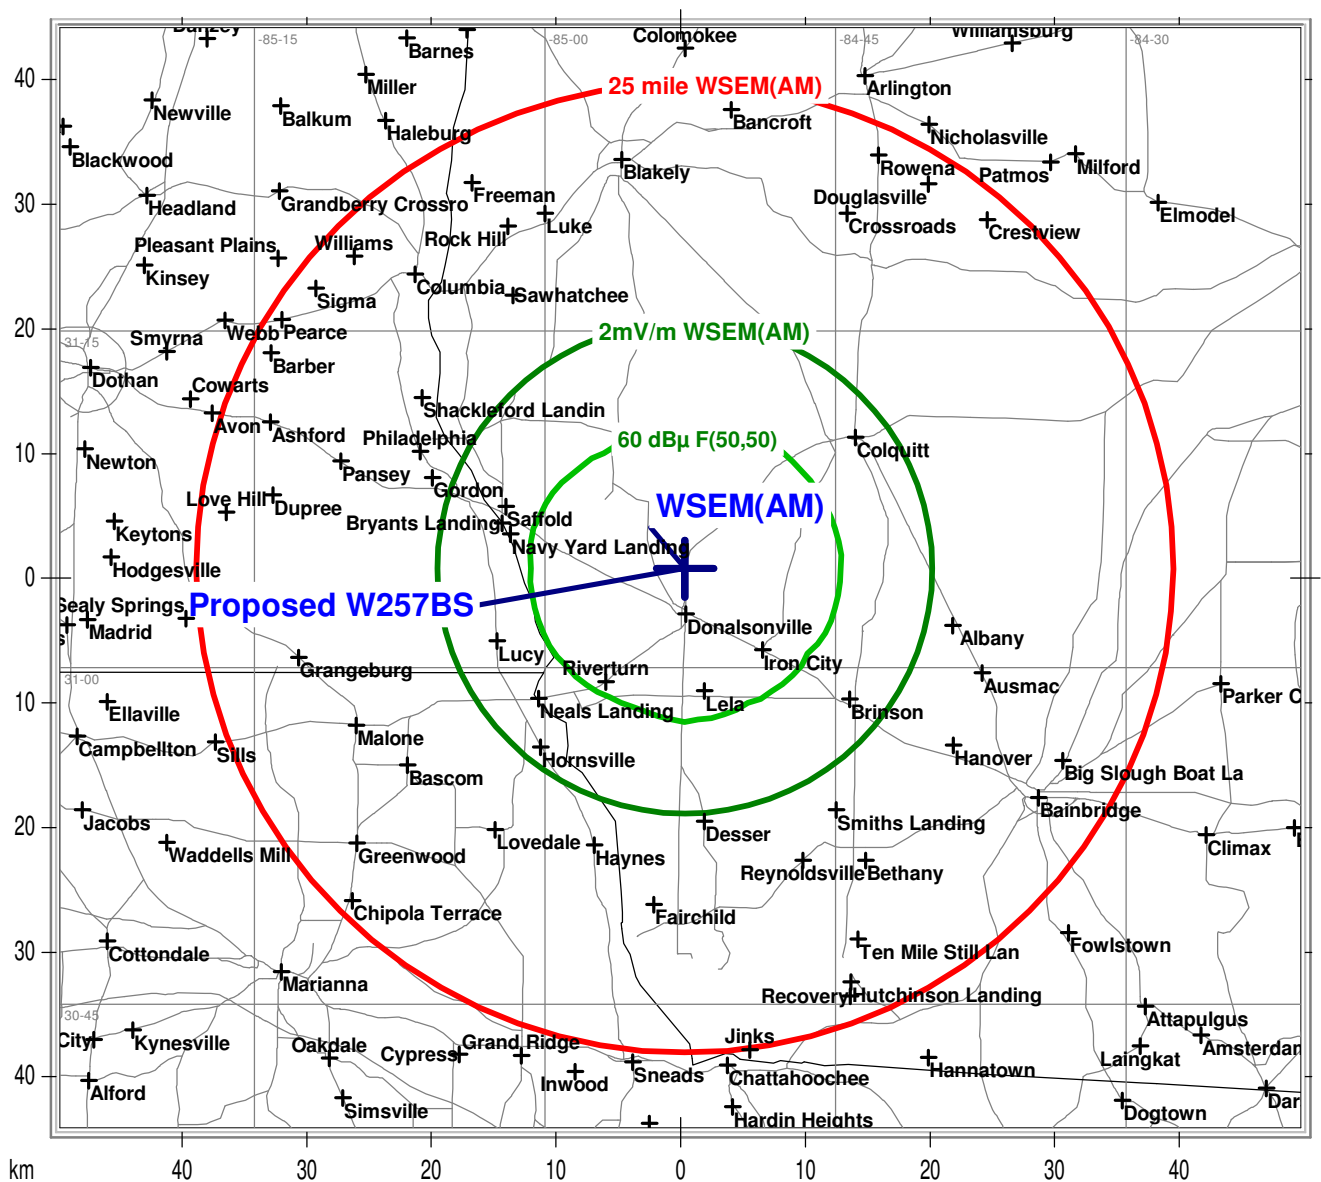 Danzey
-85-15
Barnes
-85-00
Colomokee
-84-45
Williamsburg
-84-30
40
Miller
25 mile WSEM(AM)
Arlington
Newville
Balkum
Haleburg
Bancroft
Nicholasville
Blackwood
Blakely
Rowena
Patmos
Milford
30
Headland
Grandberry Crossro
Freeman
Douglasville
Luke
Crossroads
Crestview
Elmodel
Pleasant Plains
Williams
Rock Hill
Kinsey
Sigma
Columbia
Sawhatchee
20
31-15
Smyrna
Webb
Pearce
2mV/m WSEM(AM)
Barber
Dothan
Cowarts
Avon
Shackleford Landin
10
Ashford
Philadelphia
60 dBµ F(50,50)
Colquitt
Newton
Pansey
Gordon
Love Hill
Dupree
WSEM(AM)
Keytons
Bryants Landing
Saffold
Navy Yard Landing
Hodgesville
0
Sealy Springs
Proposed W257BS
Madrid
s
Donalsonville
Albany
Lucy
Iron City
Grangeburg
Riverturn
31-00
Ausmac
Parker C
10
Ellaville
Neals Landing
Lela
Brinson
Campbellton
Sills
Malone
Hornsville
Hanover
Bascom
Big Slough Boat La
Bainbridge
20
Jacobs
Lovedale
Desser
Smiths Landing
Waddells Mill
Greenwood
Haynes
Climax
Reynoldsville
Bethany
Chipola Terrace
Fairchild
30
Cottondale
Ten Mile Still Lan
Fowlstown
Marianna
Recovery
Hutchinson Landing
30-45
Attapulgus
City
Kynesville
Oakdale
Cypress
Grand Ridge
Jinks
Laingkat
Amsterdam
40
Alford
Inwood
Sneads
Chattahoochee
Hannatown
Simsville
Hardin Heights
Dogtown
Dar
km
40
30
20
10
0
10
20
30
40